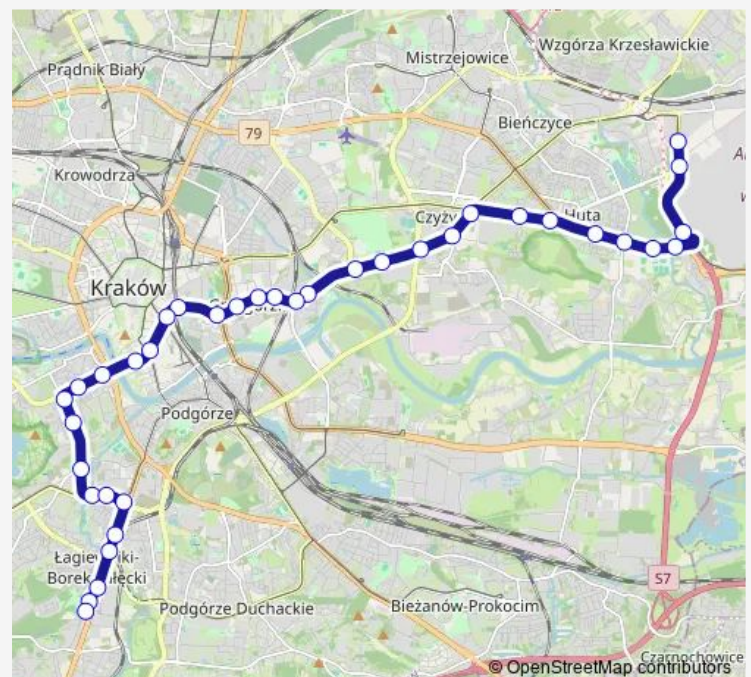 Wzgórza Krzesławickie
Mistrzejowice
Prądnik Biały
Bieńczyce
79
Krowodrza
Huta
Kraków
Podgórze
S7
Podgórze Duchackie
Bieżanów-Prokocim
Czarnochowice
© OpenStreetMap contributors